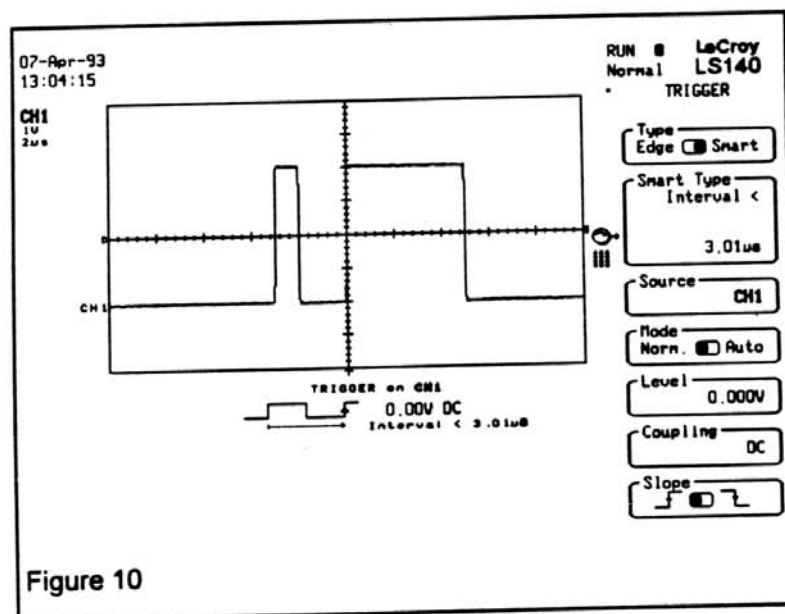 07-Apr-93
13:04:15
CH1
1V
2us
RUN LeCroy
Normal LS140
TRIGGER
Type
Edge Smart
Smart Type
Interval <
3.01us
Source
CH1
Mode
Norm. Auto
Level
0.000V
Coupling
DC
Slope
CH1
TRIGGER on CH1
0.00V DC
Interval < 3.01us
Figure 10